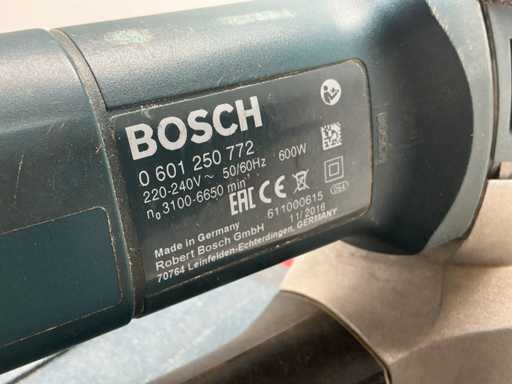 BOSCH
0 601 250 772
220-240V ~ 50/60Hz 600W
n₀ 3100-6650 min⁻¹
EAC CE
611000615
11/2018
Made in Germany
Robert Bosch GmbH
70764 Leinfelden-Echterdingen, GERMANY